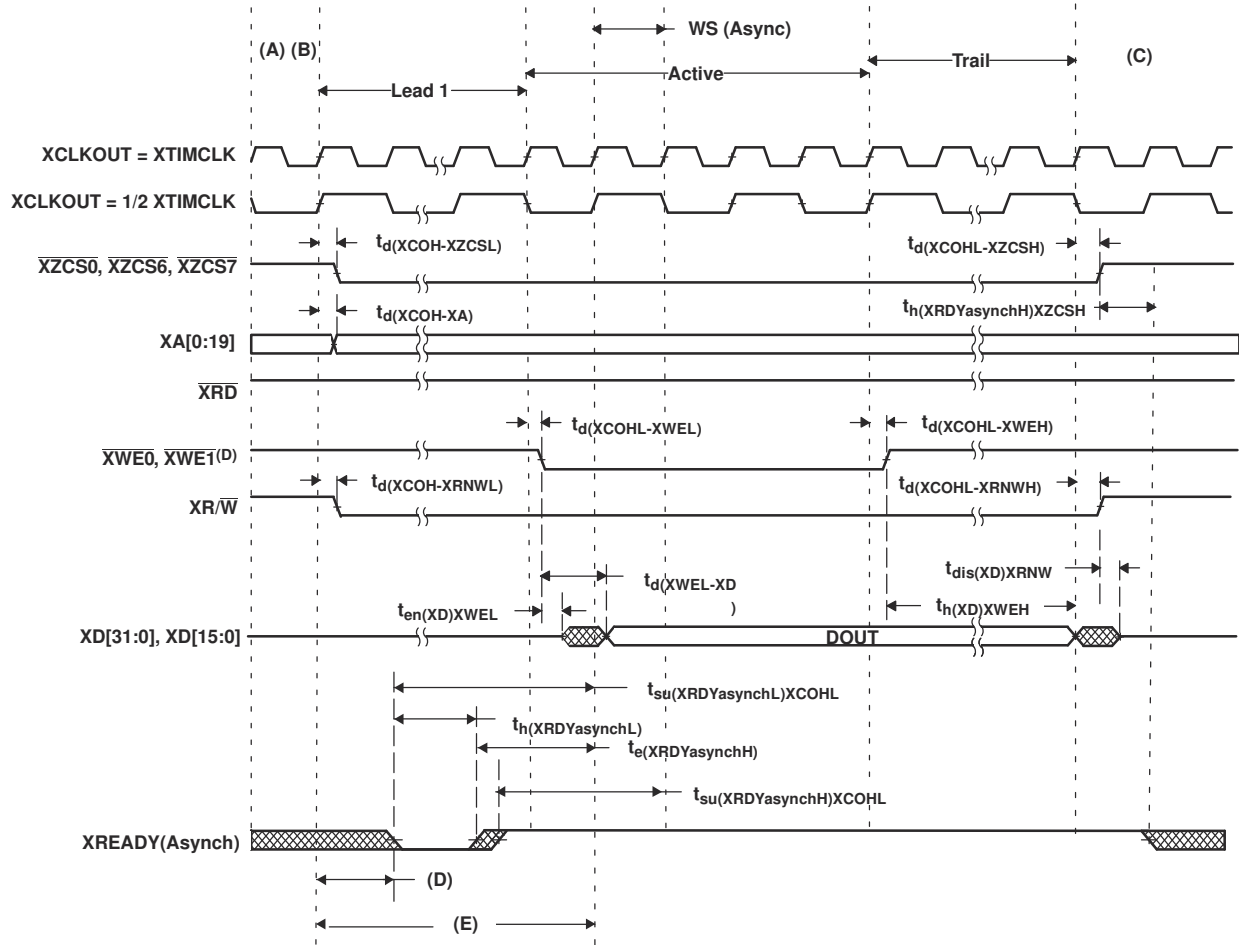 WS (Async)
(A) (B)
Trail
(C)
Active
Lead 1
XCLKOUT = XTIMCLK
XCLKOUT = 1/2 XTIMCLK
td(XCOH-XZCSL)
td(XCOHL-XZCSH)
XZCS0, XZCS6, XZCS7
td(XCOH-XA)
th(XRDYasynchH)XZCSH
XA[0:19]
XRD
td(XCOHL-XWEL)
td(XCOHL-XWEH)
XWE0, XWE1(D)
td(XCOH-XRNWL)
td(XCOHL-XRNWH)
XR/W
td(XWEL-XD
)
tdis(XD)XRNW
ten(XD)XWEL
th(XD)XWEH
XD[31:0], XD[15:0]
DOUT
tsu(XRDYasynchL)XCOHL
th(XRDYasynchL)
te(XRDYasynchH)
tsu(XRDYasynchH)XCOHL
XREADY(Asynch)
(D)
(E)